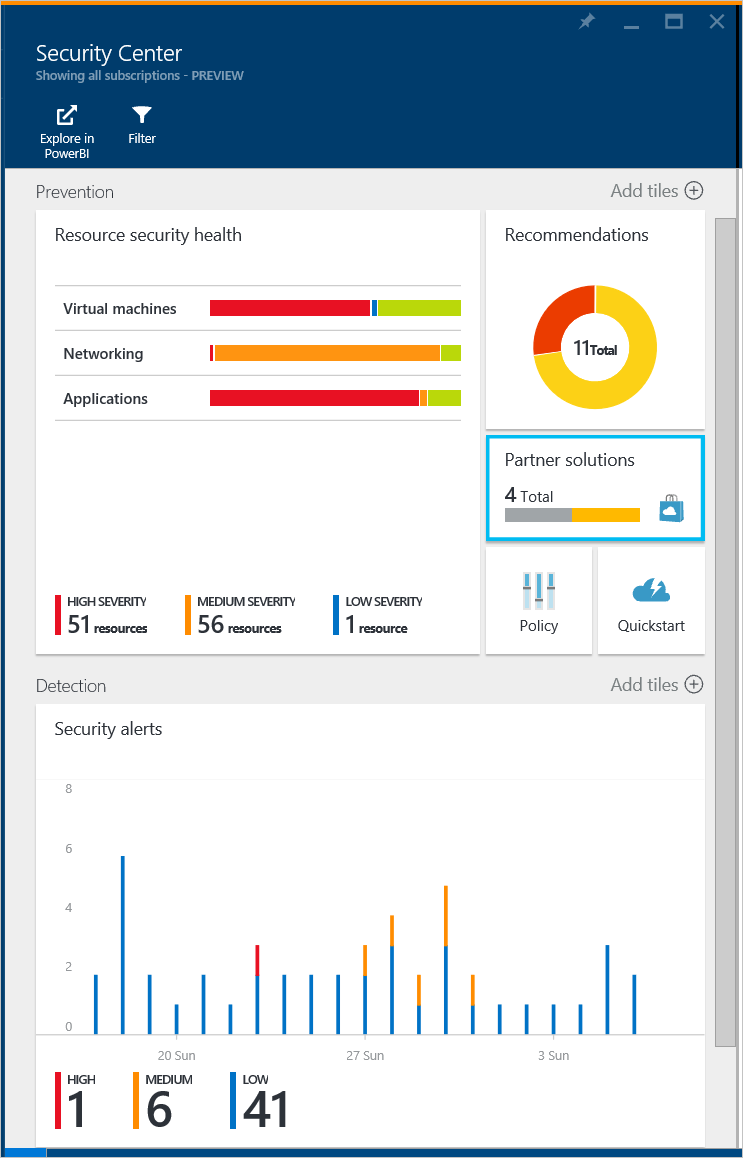 Security Center
Showing all subscriptions - PREVIEW
Explore in
PowerBI
Filter
Prevention
Add tiles
Resource security health
Virtual machines
Networking
Applications
HIGH SEVERITY
51 resources
MEDIUM SEVERITY
56 resources
LOW SEVERITY
1 resource
Recommendations
11 Total
Partner solutions
4 Total
Policy
Quickstart
Detection
Add tiles
Security alerts
8
6
4
2
0
20 Sun
27 Sun
3 Sun
HIGH
1
MEDIUM
6
LOW
41